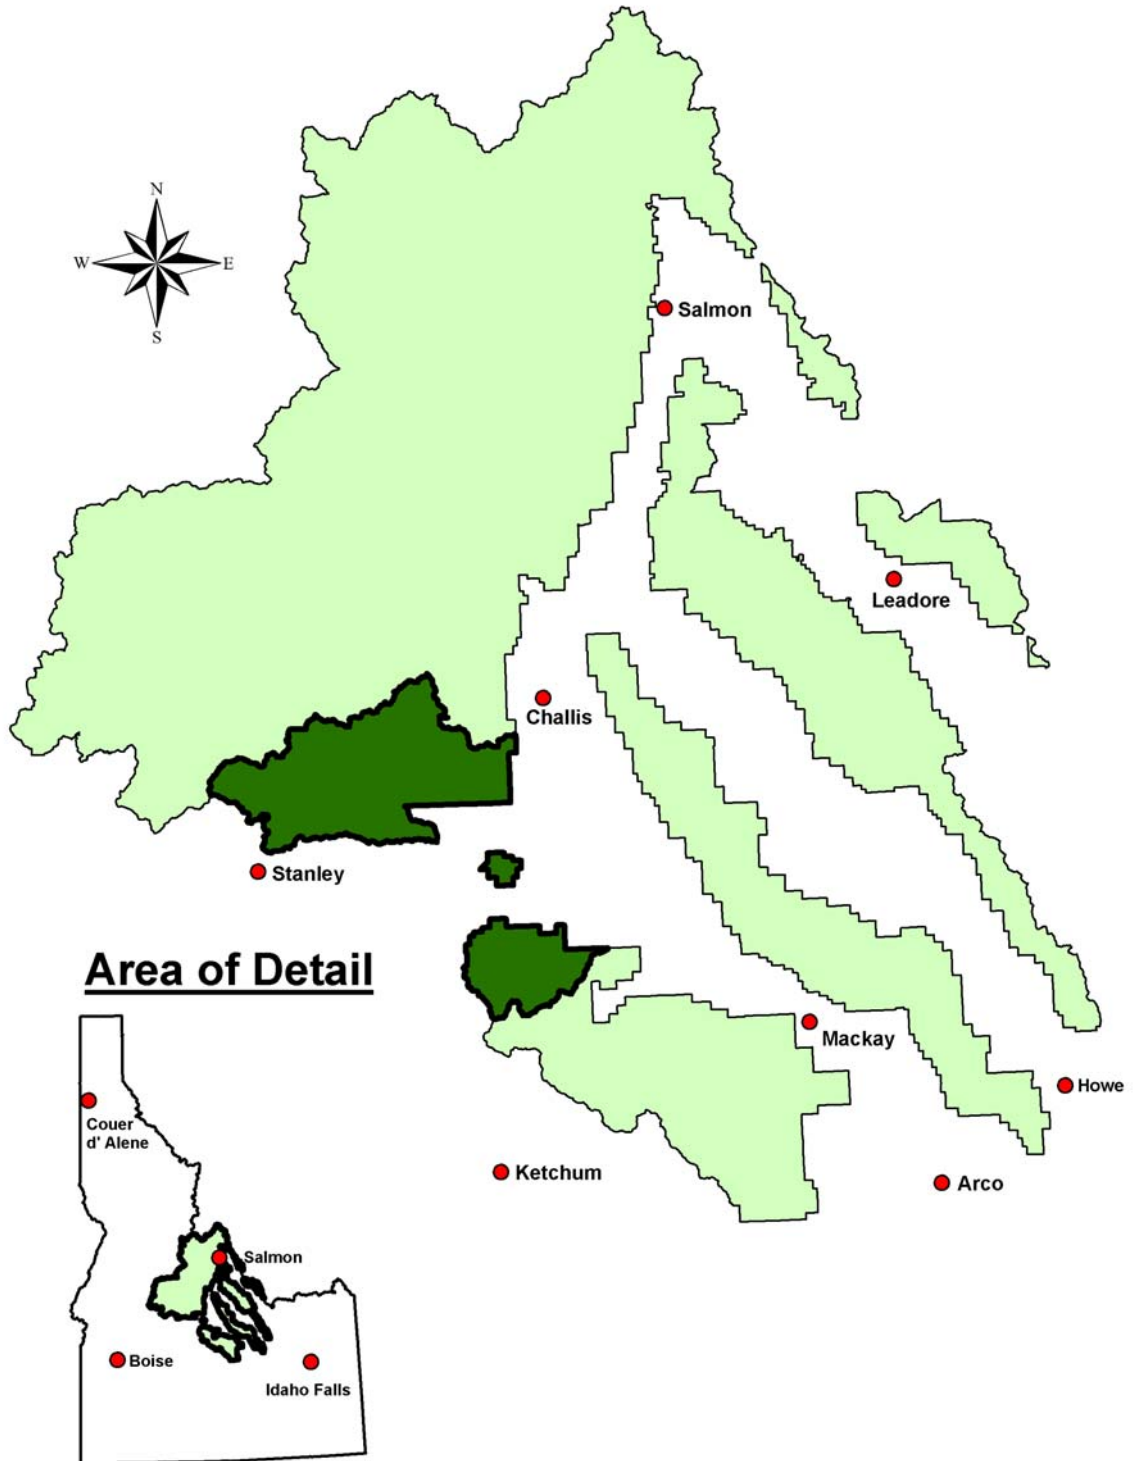 N
W E
S
Salmon
Leadore
Challis
Stanley
Area of Detail
Mackay
Howe
Ketchum
Arco
Couer
d' Alene
Salmon
Boise
Idaho Falls